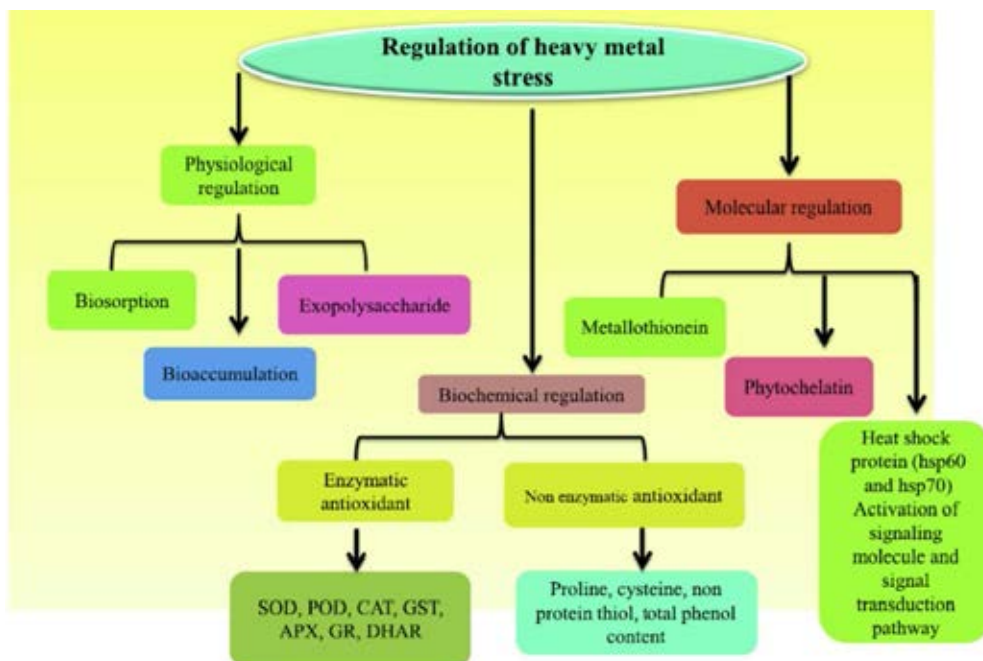 Regulation of heavy metal
stress
Physiological
regulation
Molecular regulation
Biosorption
Exopolysaccharide
Metallothionein
Bioaccumulation
Phytochelatin
Biochemical regulation
Heat shock
protein (hsp60
and hsp70)
Activation of
signaling
molecule and
signal
transduction
pathway
Enzymatic
antioxidant
Non enzymatic antioxidant
SOD, POD, CAT, GST,
APX, GR, DHAR
Proline, cysteine, non
protein thiol, total phenol
content